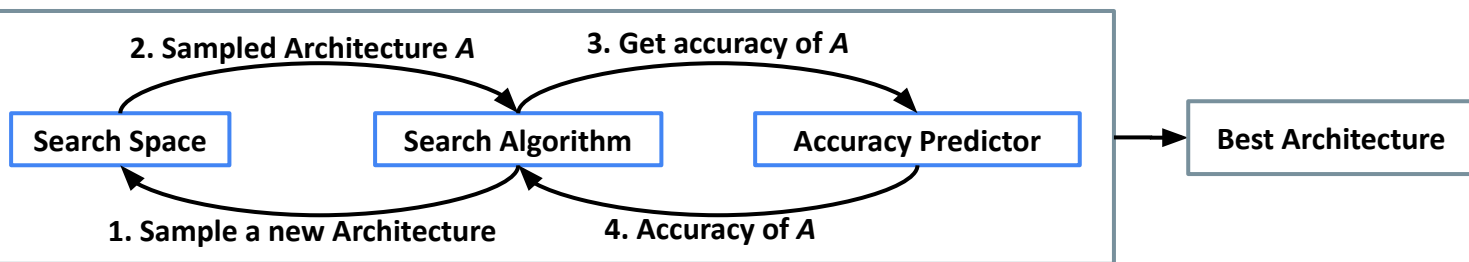 2. Sampled Architecture A
3. Get accuracy of A
Search Space
Search Algorithm
Accuracy Predictor
Best Architecture
1. Sample a new Architecture
4. Accuracy of A